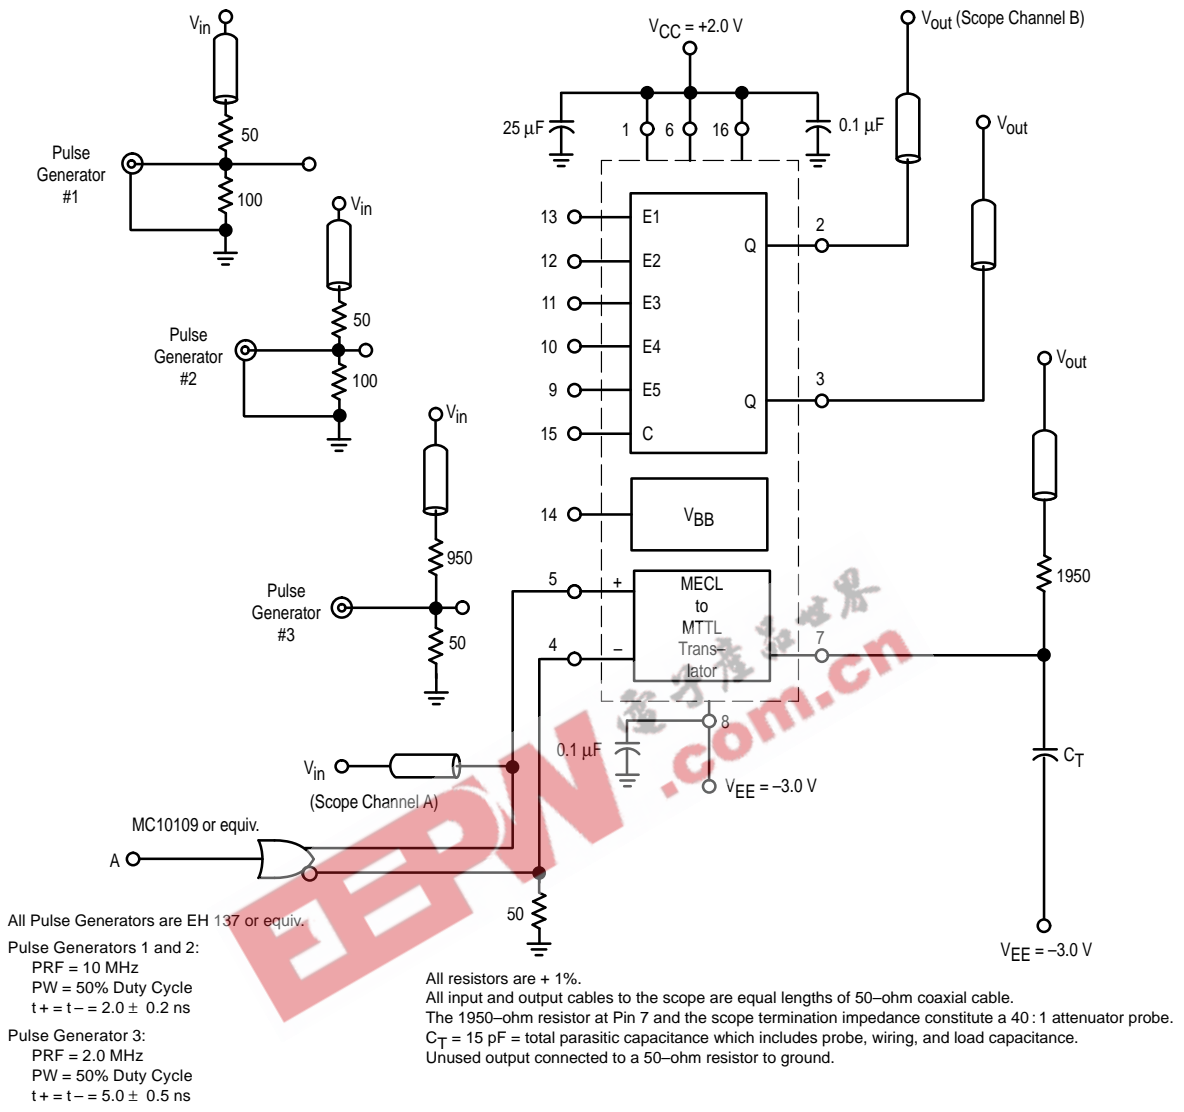 Vin
50
Pulse
Generator
#1
100
Vin
50
Pulse
Generator
#2
100
Vin
950
Pulse
Generator
#3
50
VCC = +2.0 V
25 μF
1
6
16
0.1 μF
Vout (Scope Channel B)
Vout
13
E1
12
E2
11
E3
10
E4
9
E5
15
C
Q
2
Q
3
14
VBB
5
+
4
–
MECL
to
MTTL
Trans–
lator
7
Vout
1950
CT
VEE = –3.0 V
0.1 μF
8
VEE = –3.0 V
Vin
(Scope Channel A)
MC10109 or equiv.
A
50
電子產品世界
EEPW.com.cn
All Pulse Generators are EH 137 or equiv.
Pulse Generators 1 and 2:
PRF = 10 MHz
PW = 50% Duty Cycle
t + = t – = 2.0 ± 0.2 ns
Pulse Generator 3:
PRF = 2.0 MHz
PW = 50% Duty Cycle
t + = t – = 5.0 ± 0.5 ns
All resistors are + 1%.
All input and output cables to the scope are equal lengths of 50–ohm coaxial cable.
The 1950–ohm resistor at Pin 7 and the scope termination impedance constitute a 40 : 1 attenuator probe.
CT = 15 pF = total parasitic capacitance which includes probe, wiring, and load capacitance.
Unused output connected to a 50–ohm resistor to ground.